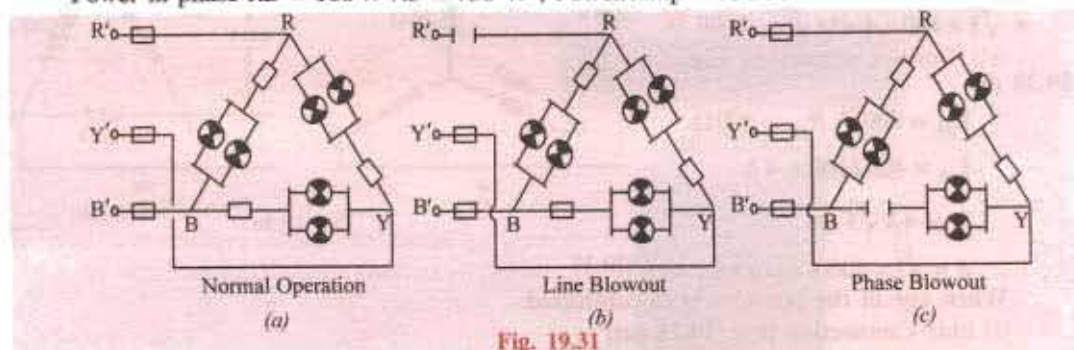 R' R R' R R' R
Y' Y' Y'
B' B Y B' B Y B' B Y
Normal Operation Line Blowout Phase Blowout
(a) (b) (c)
Fig. 19.31